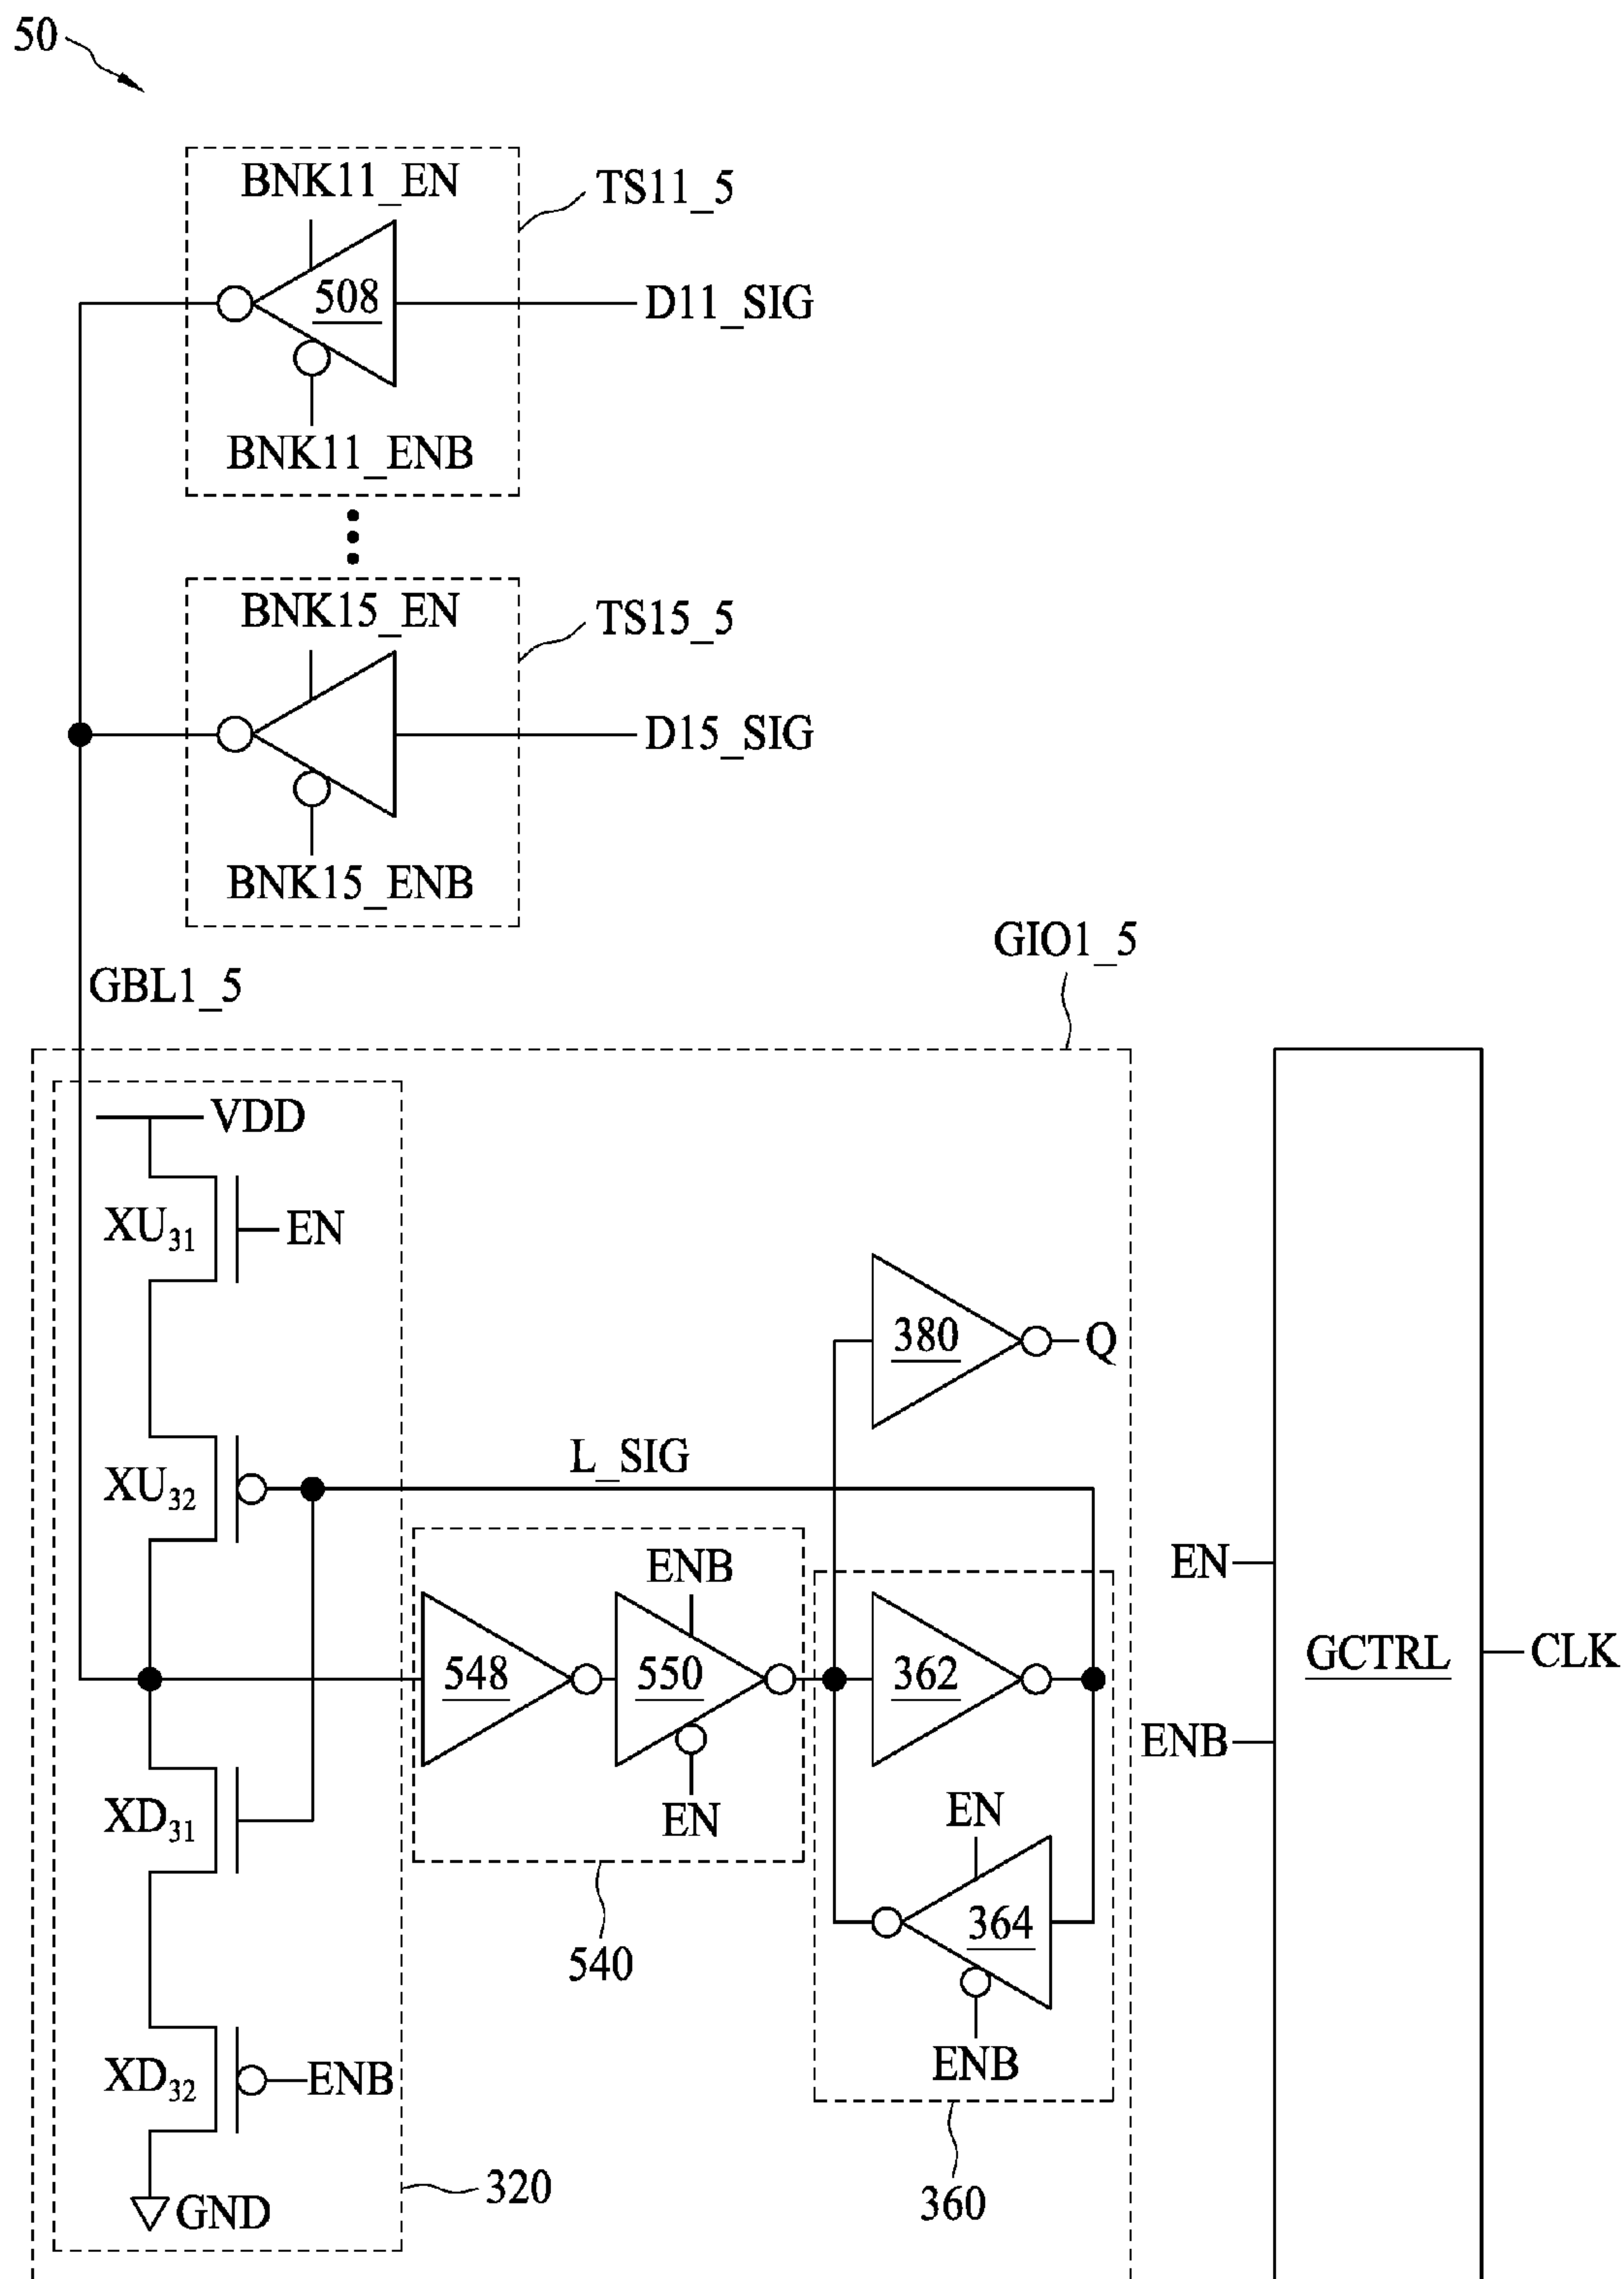 50
BNK11_EN
TS11_5
508
D11_SIG
BNK11_ENB
BNK15_EN
TS15_5
D15_SIG
BNK15_ENB
GIO1_5
GBL1_5
VDD
XU31
EN
380
Q
L_SIG
XU32
ENB
EN
548
550
362
GCTRL
CLK
ENB
XD31
EN
EN
364
540
ENB
XD32
ENB
320
360
GND